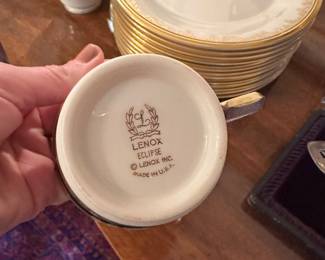 L
LENOX
ECLIPSE
© LENOX INC.
MADE IN U.S.A.